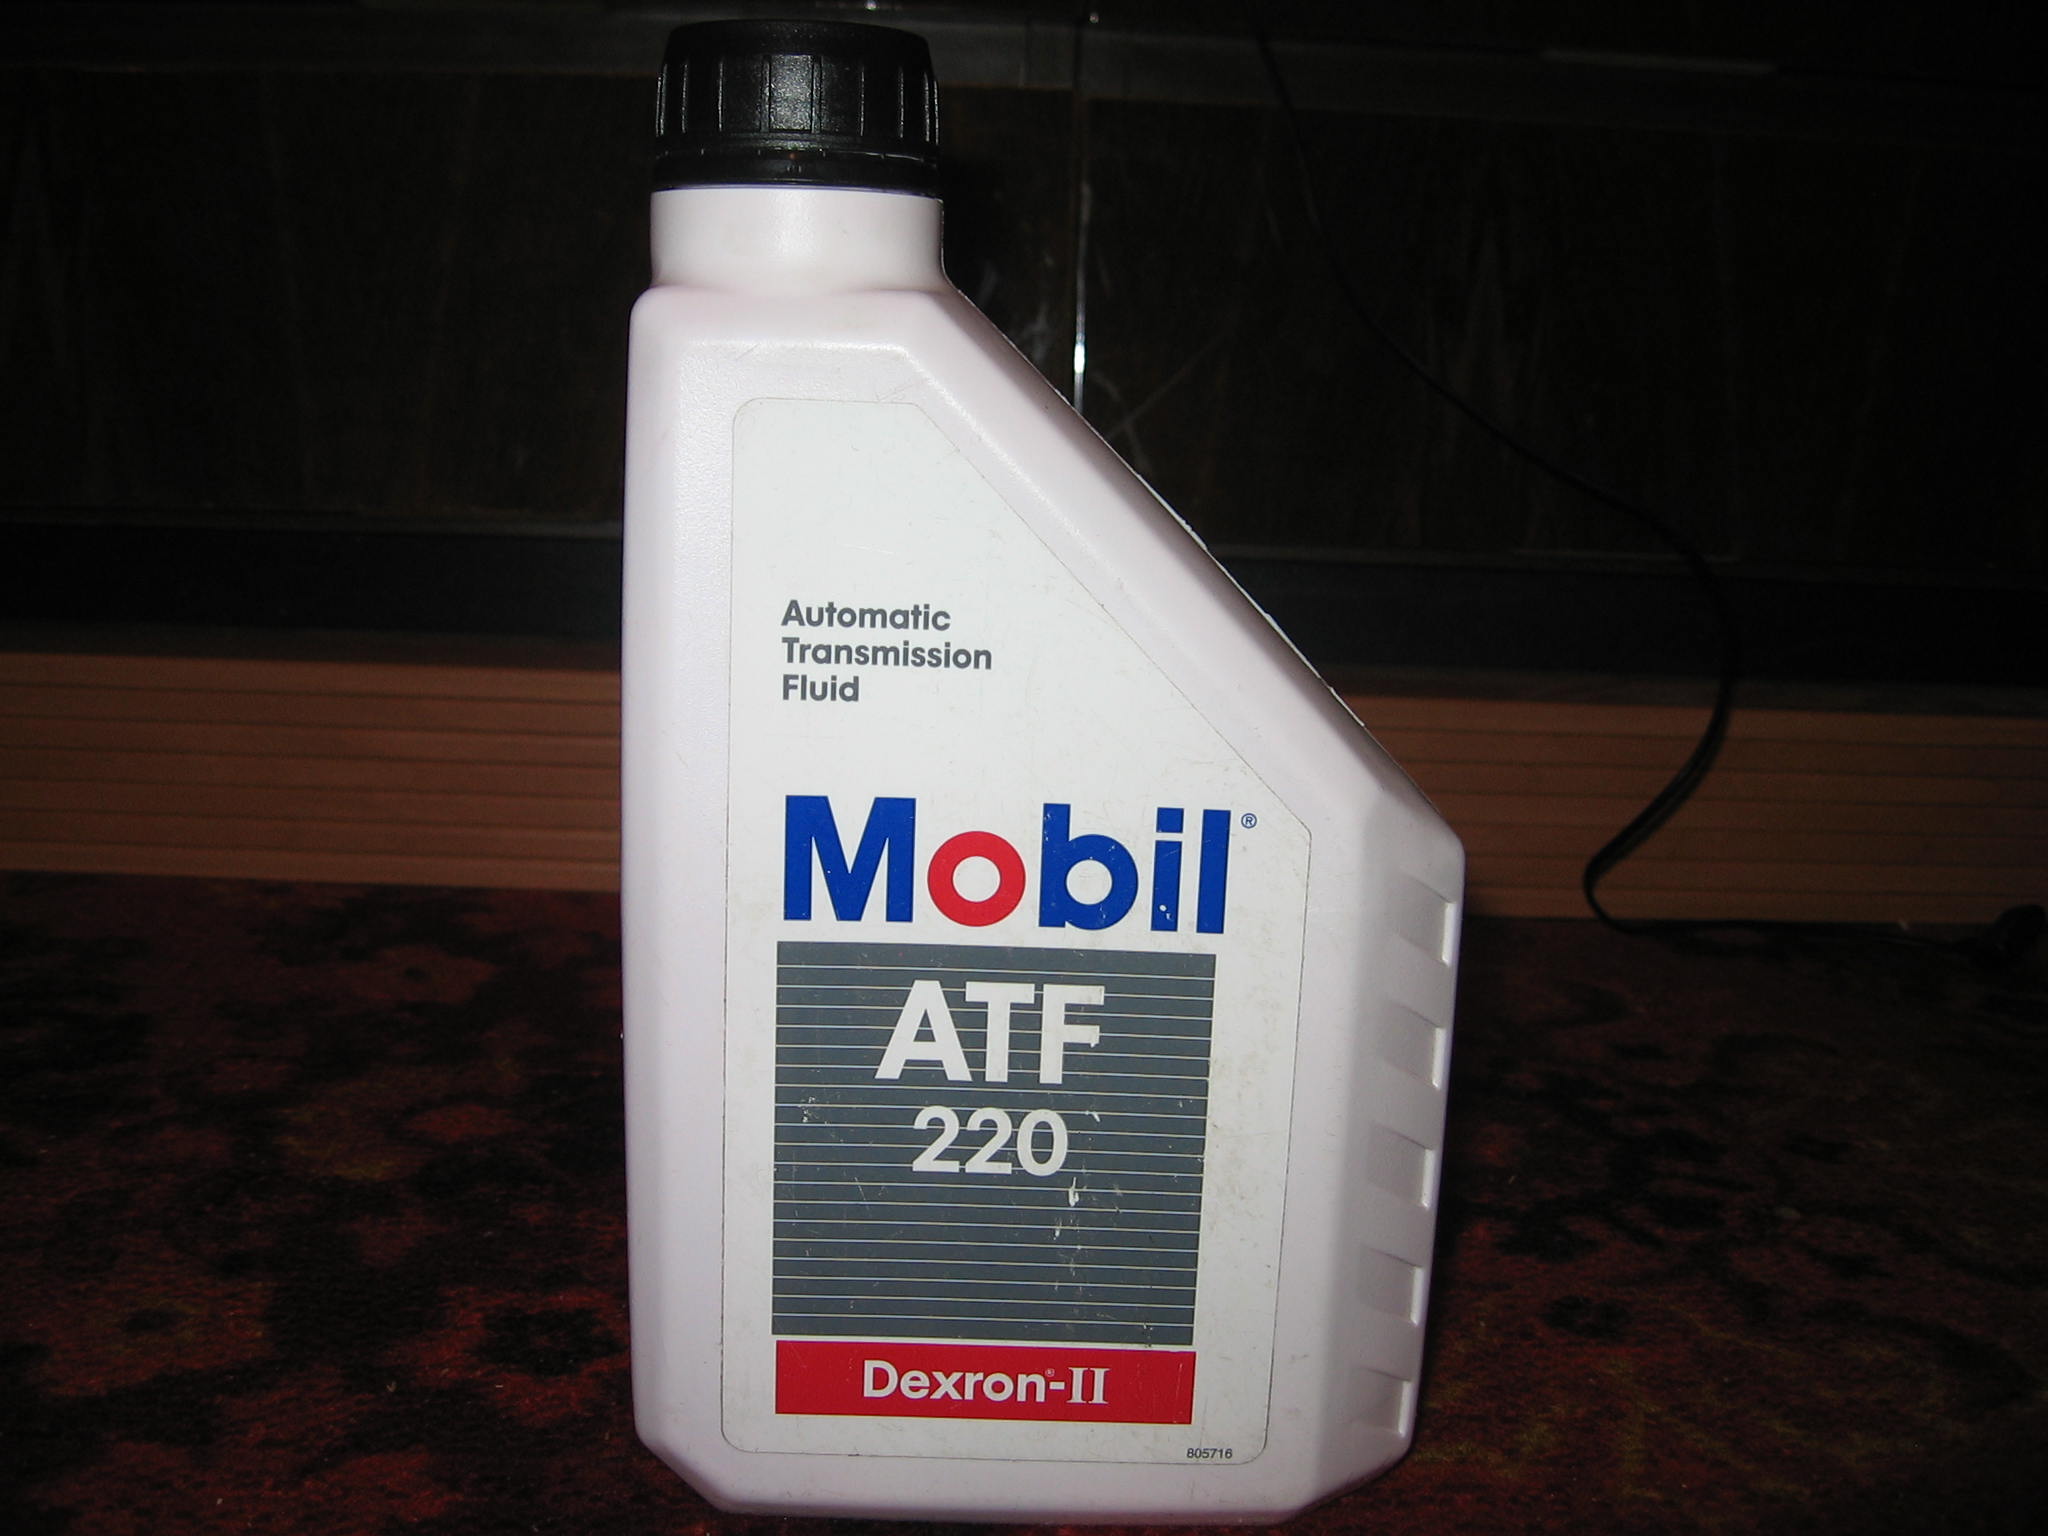 Automatic
Transmission
Fluid
Mobil®
ATF
220
Dexron®-II
805716